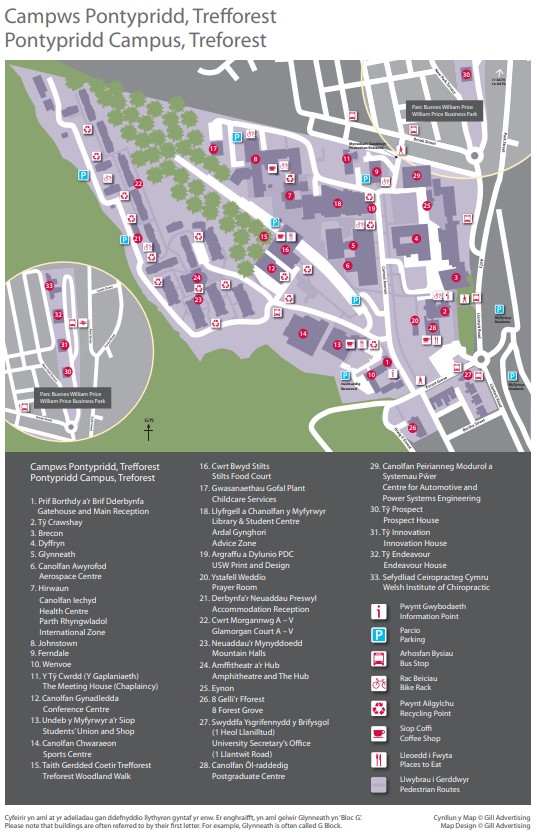 Campws Pontypridd, Trefforest
Pontypridd Campus, Treforest
Parc Busnes William Price
William Price Business Park
Parc Busnes William Price
William Price Business Park
G/N
Campws Pontypridd, Trefforest
Pontypridd Campus, Treforest
1. Prif Borthdy a'r Brif Dderbynfa
Gatehouse and Main Reception
2. Tŷ Crawshay
3. Brecon
4. Dyffryn
5. Glynneath
6. Canolfan Awyrofod
Aerospace Centre
7. Hirwaun
Canolfan Iechyd
Health Centre
Parth Rhyngwladol
International Zone
8. Johnstown
9. Ferndale
10. Wenvoe
11. Y Tŷ Cwrdd (Y Gaplaniaeth)
The Meeting House (Chaplaincy)
12. Canolfan Gynadledda
Conference Centre
13. Undeb y Myfyrwyr a'r Siop
Students' Union and Shop
14. Canolfan Chwaraeon
Sports Centre
15. Taith Gerdded Coetir Trefforest
Treforest Woodland Walk
16. Cwrt Bwyd Stilts
Stilts Food Court
17. Gwasanaethau Gofal Plant
Childcare Services
18. Llyfrgell a Chanolfan y Myfyrwyr
Library & Student Centre
Ardal Gynghori
Advice Zone
19. Argraffu a Dylunio PDC
USW Print and Design
20. Ystafell Weddio
Prayer Room
21. Derbynfa'r Neuaddau Preswyl
Accommodation Reception
22. Cwrt Morgannwg A – V
Glamorgan Court A – V
23. Neuaddau'r Mynyddoedd
Mountain Halls
24. Amffitheatr a'r Hub
Amphitheatre and The Hub
25. Eynon
26. 8 Gelli'r Fforest
8 Forest Grove
27. Swyddfa Ysgrifennydd y Brifysgol
(1 Heol Llanilltud)
University Secretary's Office
(1 Llantwit Road)
28. Canolfan Ôl-raddedig
Postgraduate Centre
29. Canolfan Peirianneg Modurol a
Systemau Pŵer
Centre for Automotive and
Power Systems Engineering
30. Tŷ Prospect
Prospect House
31. Tŷ Innovation
Innovation House
32. Tŷ Endeavour
Endeavour House
33. Sefydliad Ceiropracteg Cymru
Welsh Institute of Chiropractic
Pwynt Gwybodaeth
Information Point
Parcio
Parking
Arhosfan Bysiau
Bus Stop
Rac Beiciau
Bike Rack
Pwynt Ailgylchu
Recycling Point
Siop Coffi
Coffee Shop
Lleoedd i Fwyta
Places to Eat
Llwybrau i Gerddwyr
Pedestrian Routes
Cyfeirir yn aml at yr adeiladau gan ddefnyddio llythyren gyntaf yr enw. Er enghraifft, yn aml gelwir Glynneath yn 'Bloc G'.
Please note that buildings are often referred to by their first letter. For example, Glynneath is often called G Block.
Cynllun y Map © Gill Advertising
Map Design © Gill Advertising